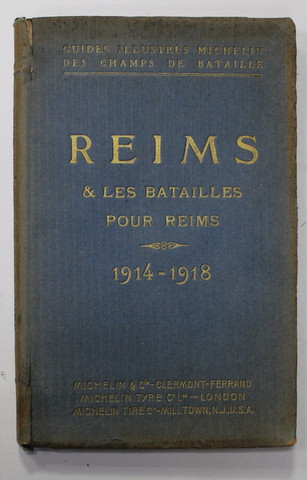 GUIDES ILLUSTRÉS MICHELIN
DES CHAMPS DE BATAILLE
REIMS
& LES BATAILLES
POUR REIMS
1914-1918
MICHELIN & Cie - CLERMONT-FERRAND
MICHELIN TYRE Co Ltd — LONDON
MICHELIN TIRE Co - MILLTOWN, N.J., U.S.A.